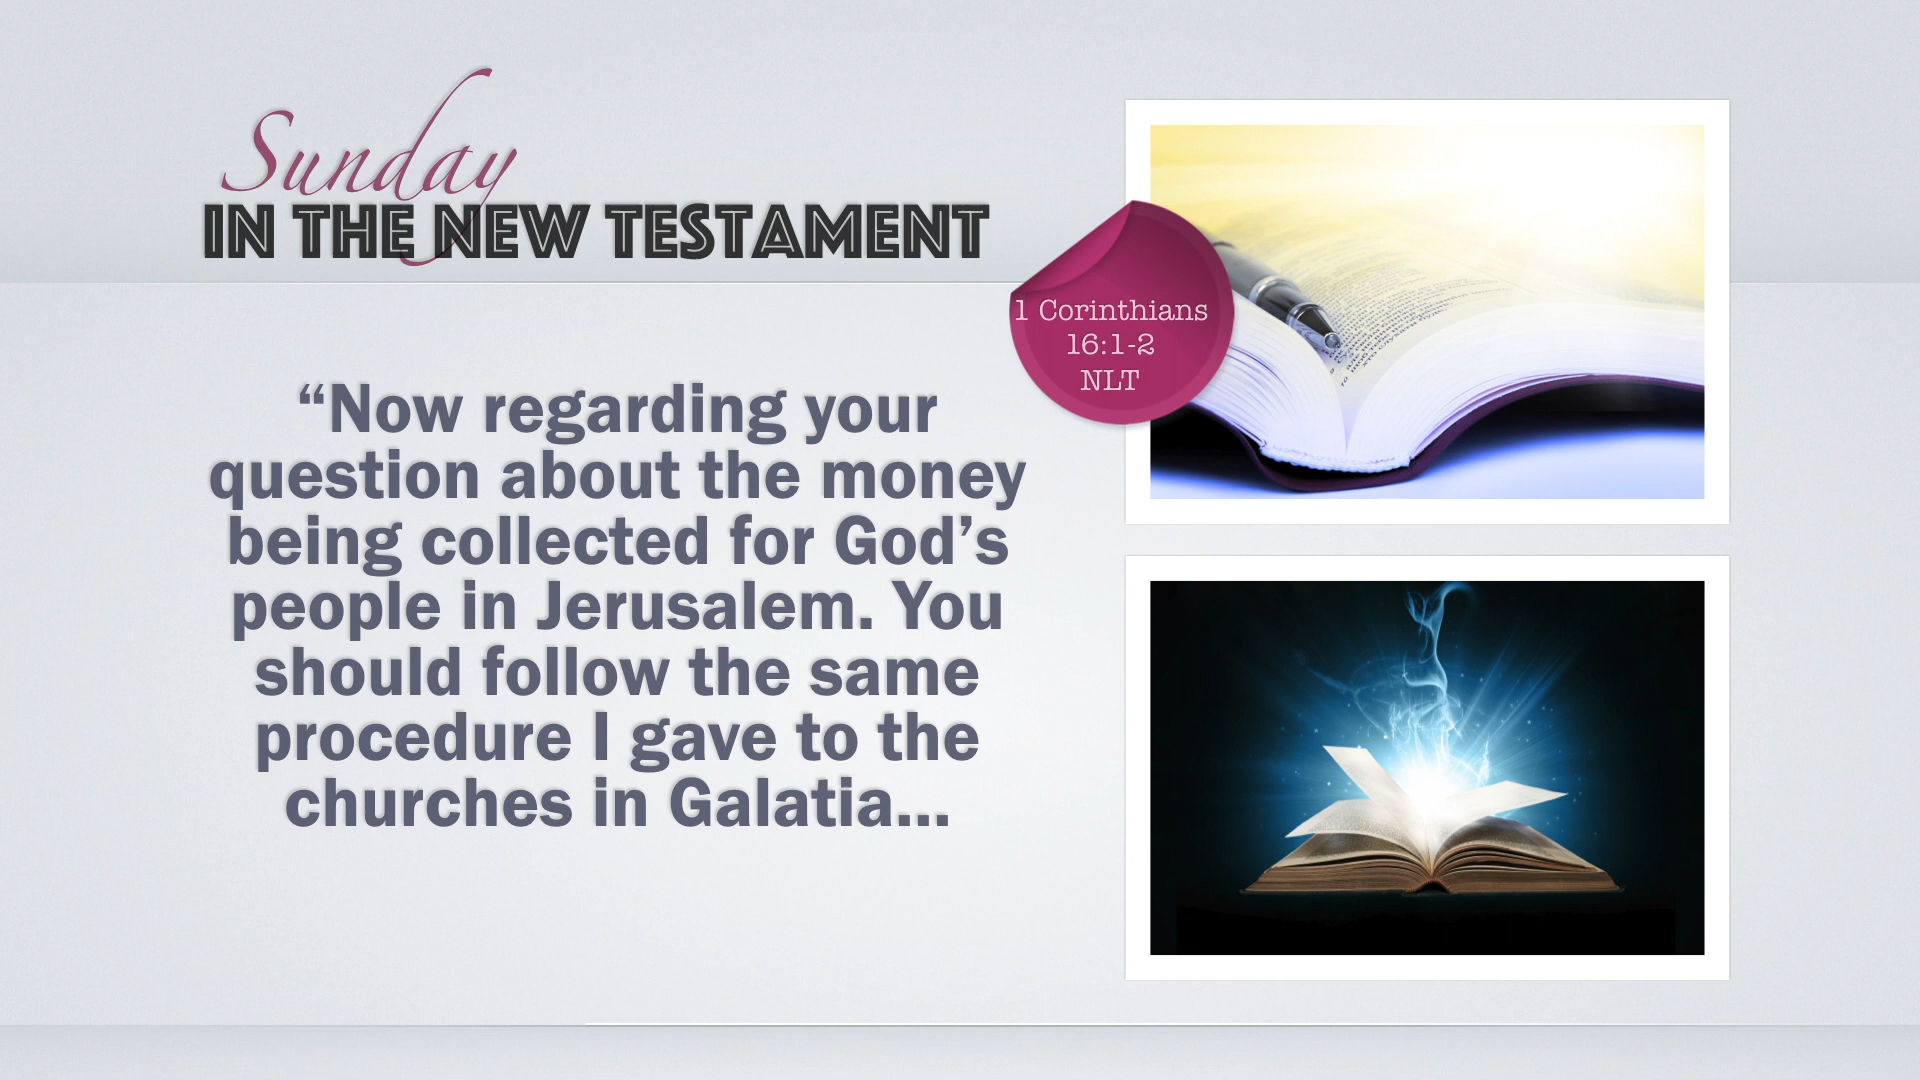 Sunday
IN THE NEW TESTAMENT
1 Corinthians
16:1-2
NLT
“Now regarding your
question about the money
being collected for God’s
people in Jerusalem. You
should follow the same
procedure I gave to the
churches in Galatia...